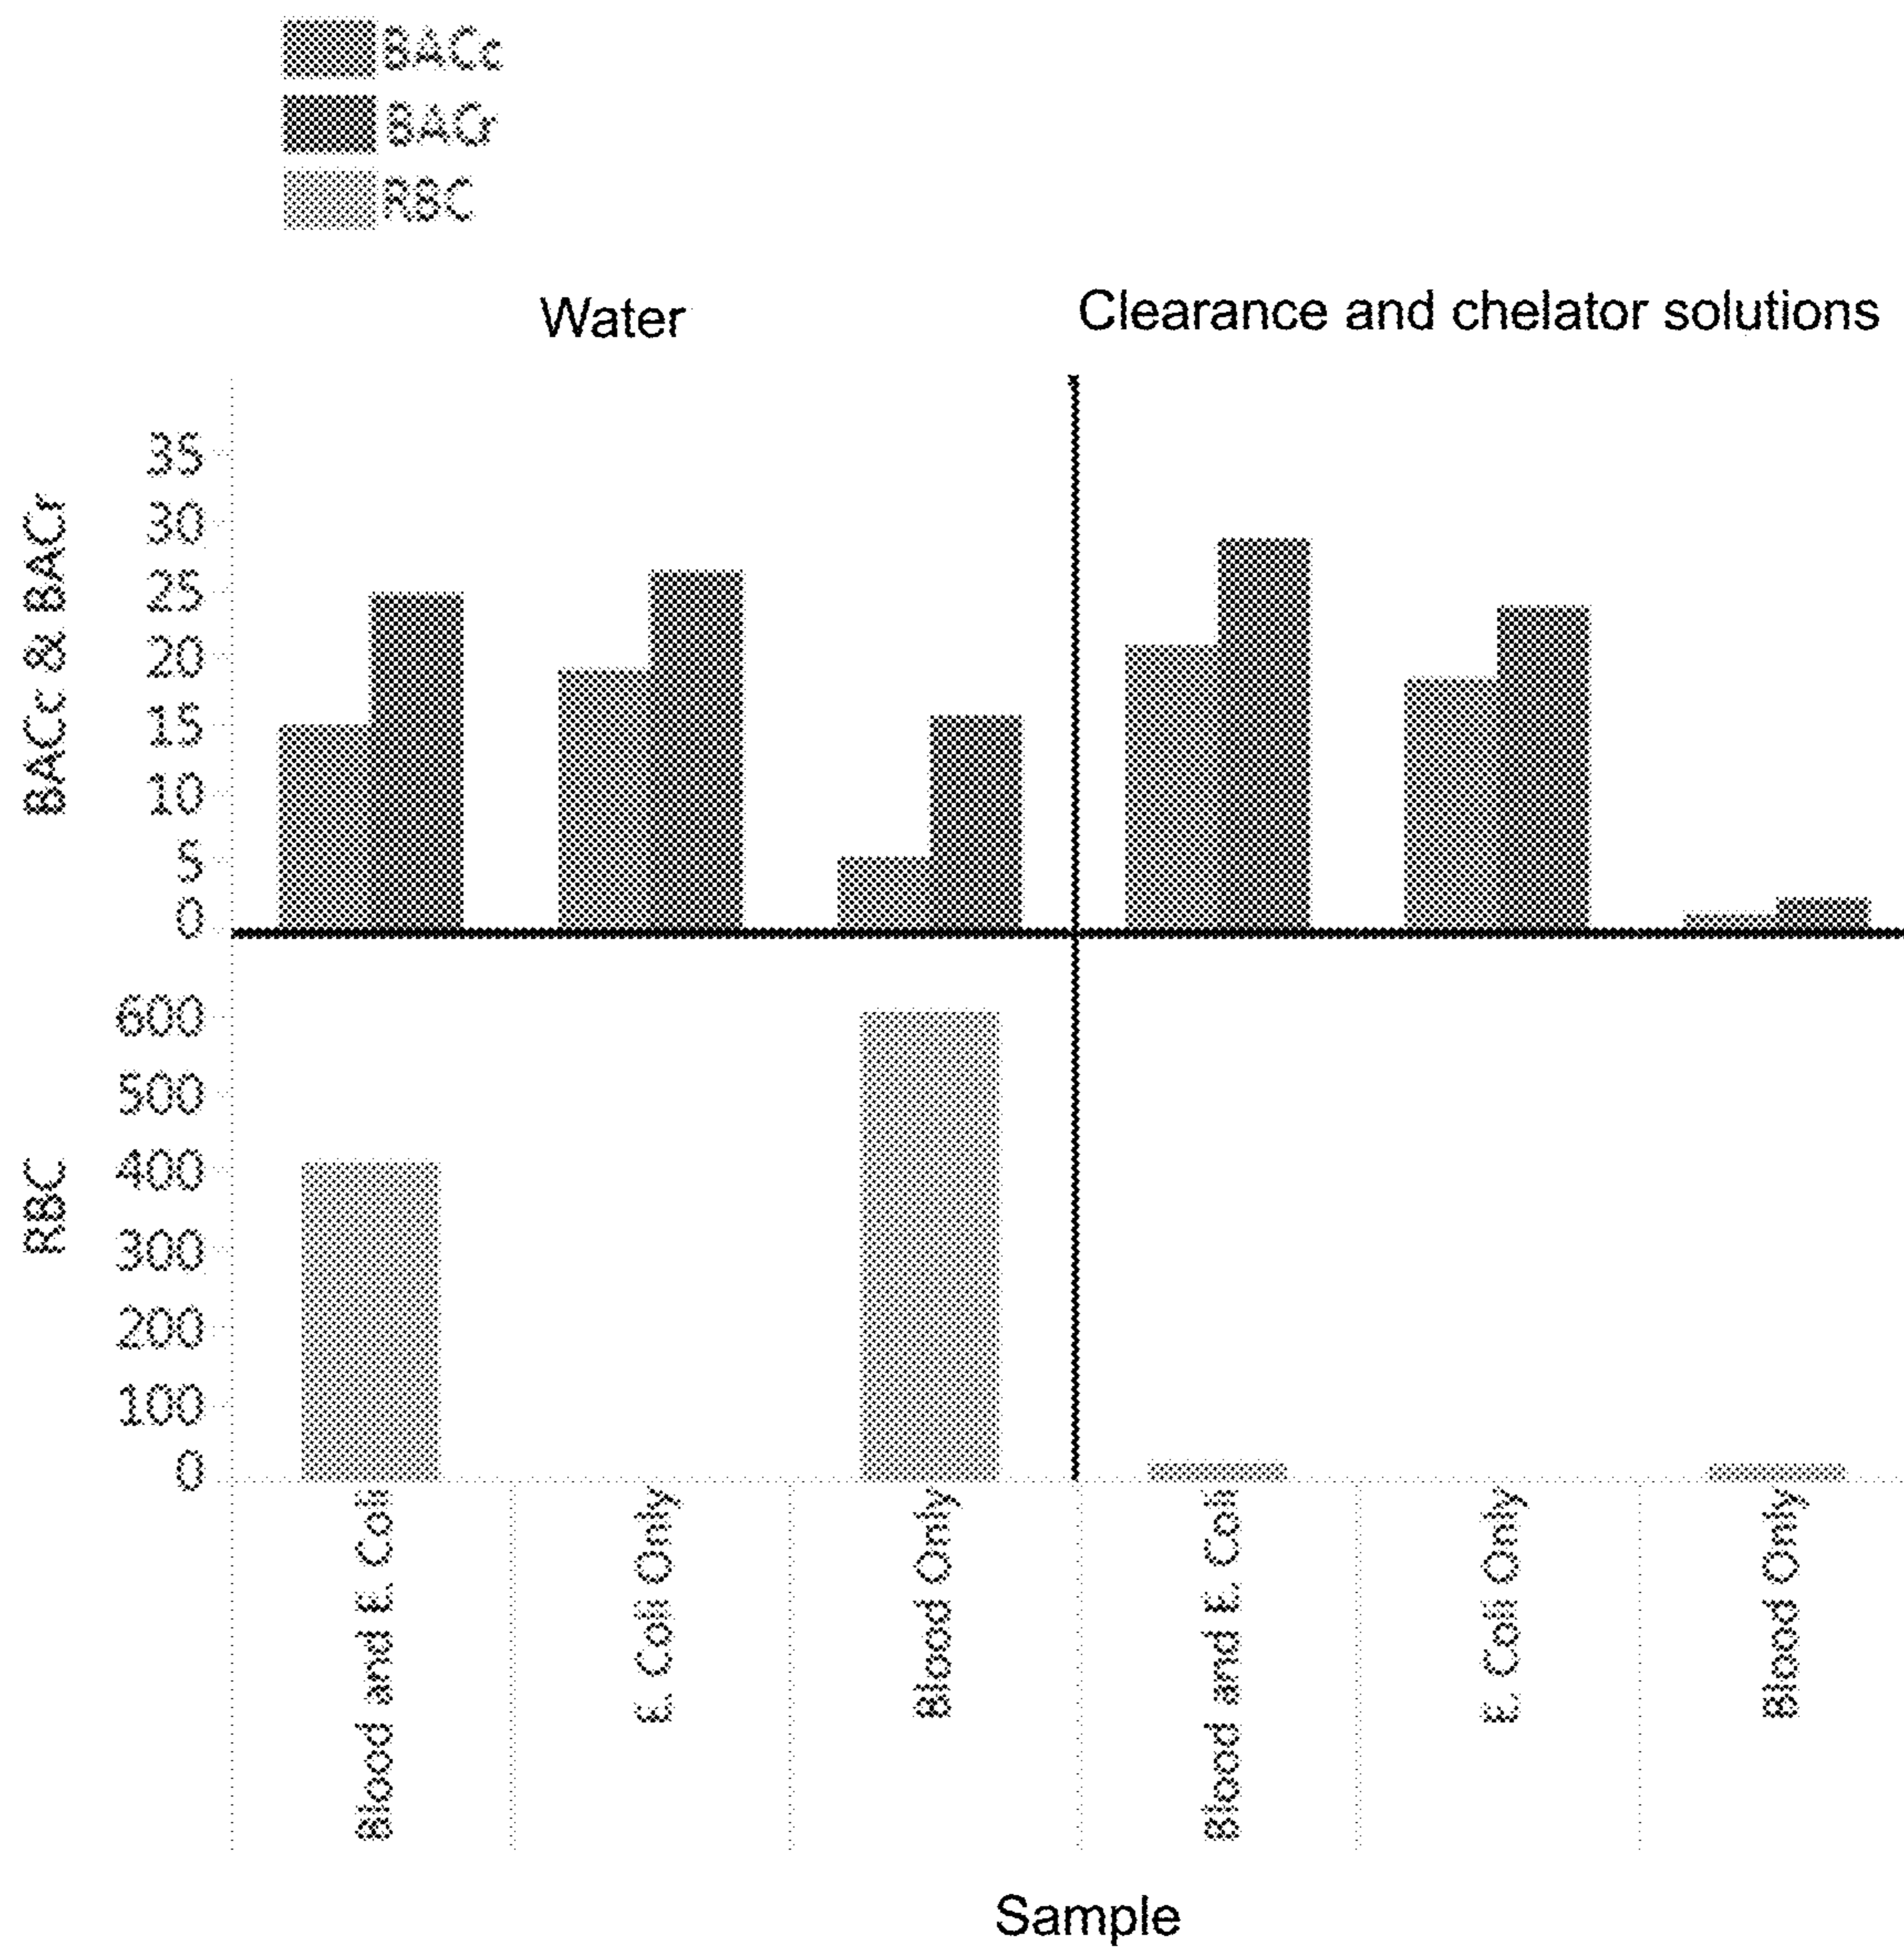 BACc
BACr
RBC
Water
Clearance and chelator solutions
BACc & BACr
35
30
25
20
15
10
5
0
RBC
600
500
400
300
200
100
0
Blood and E. Coli
E. Coli Only
Blood Only
Blood and E. Coli
E. Coli Only
Blood Only
Sample